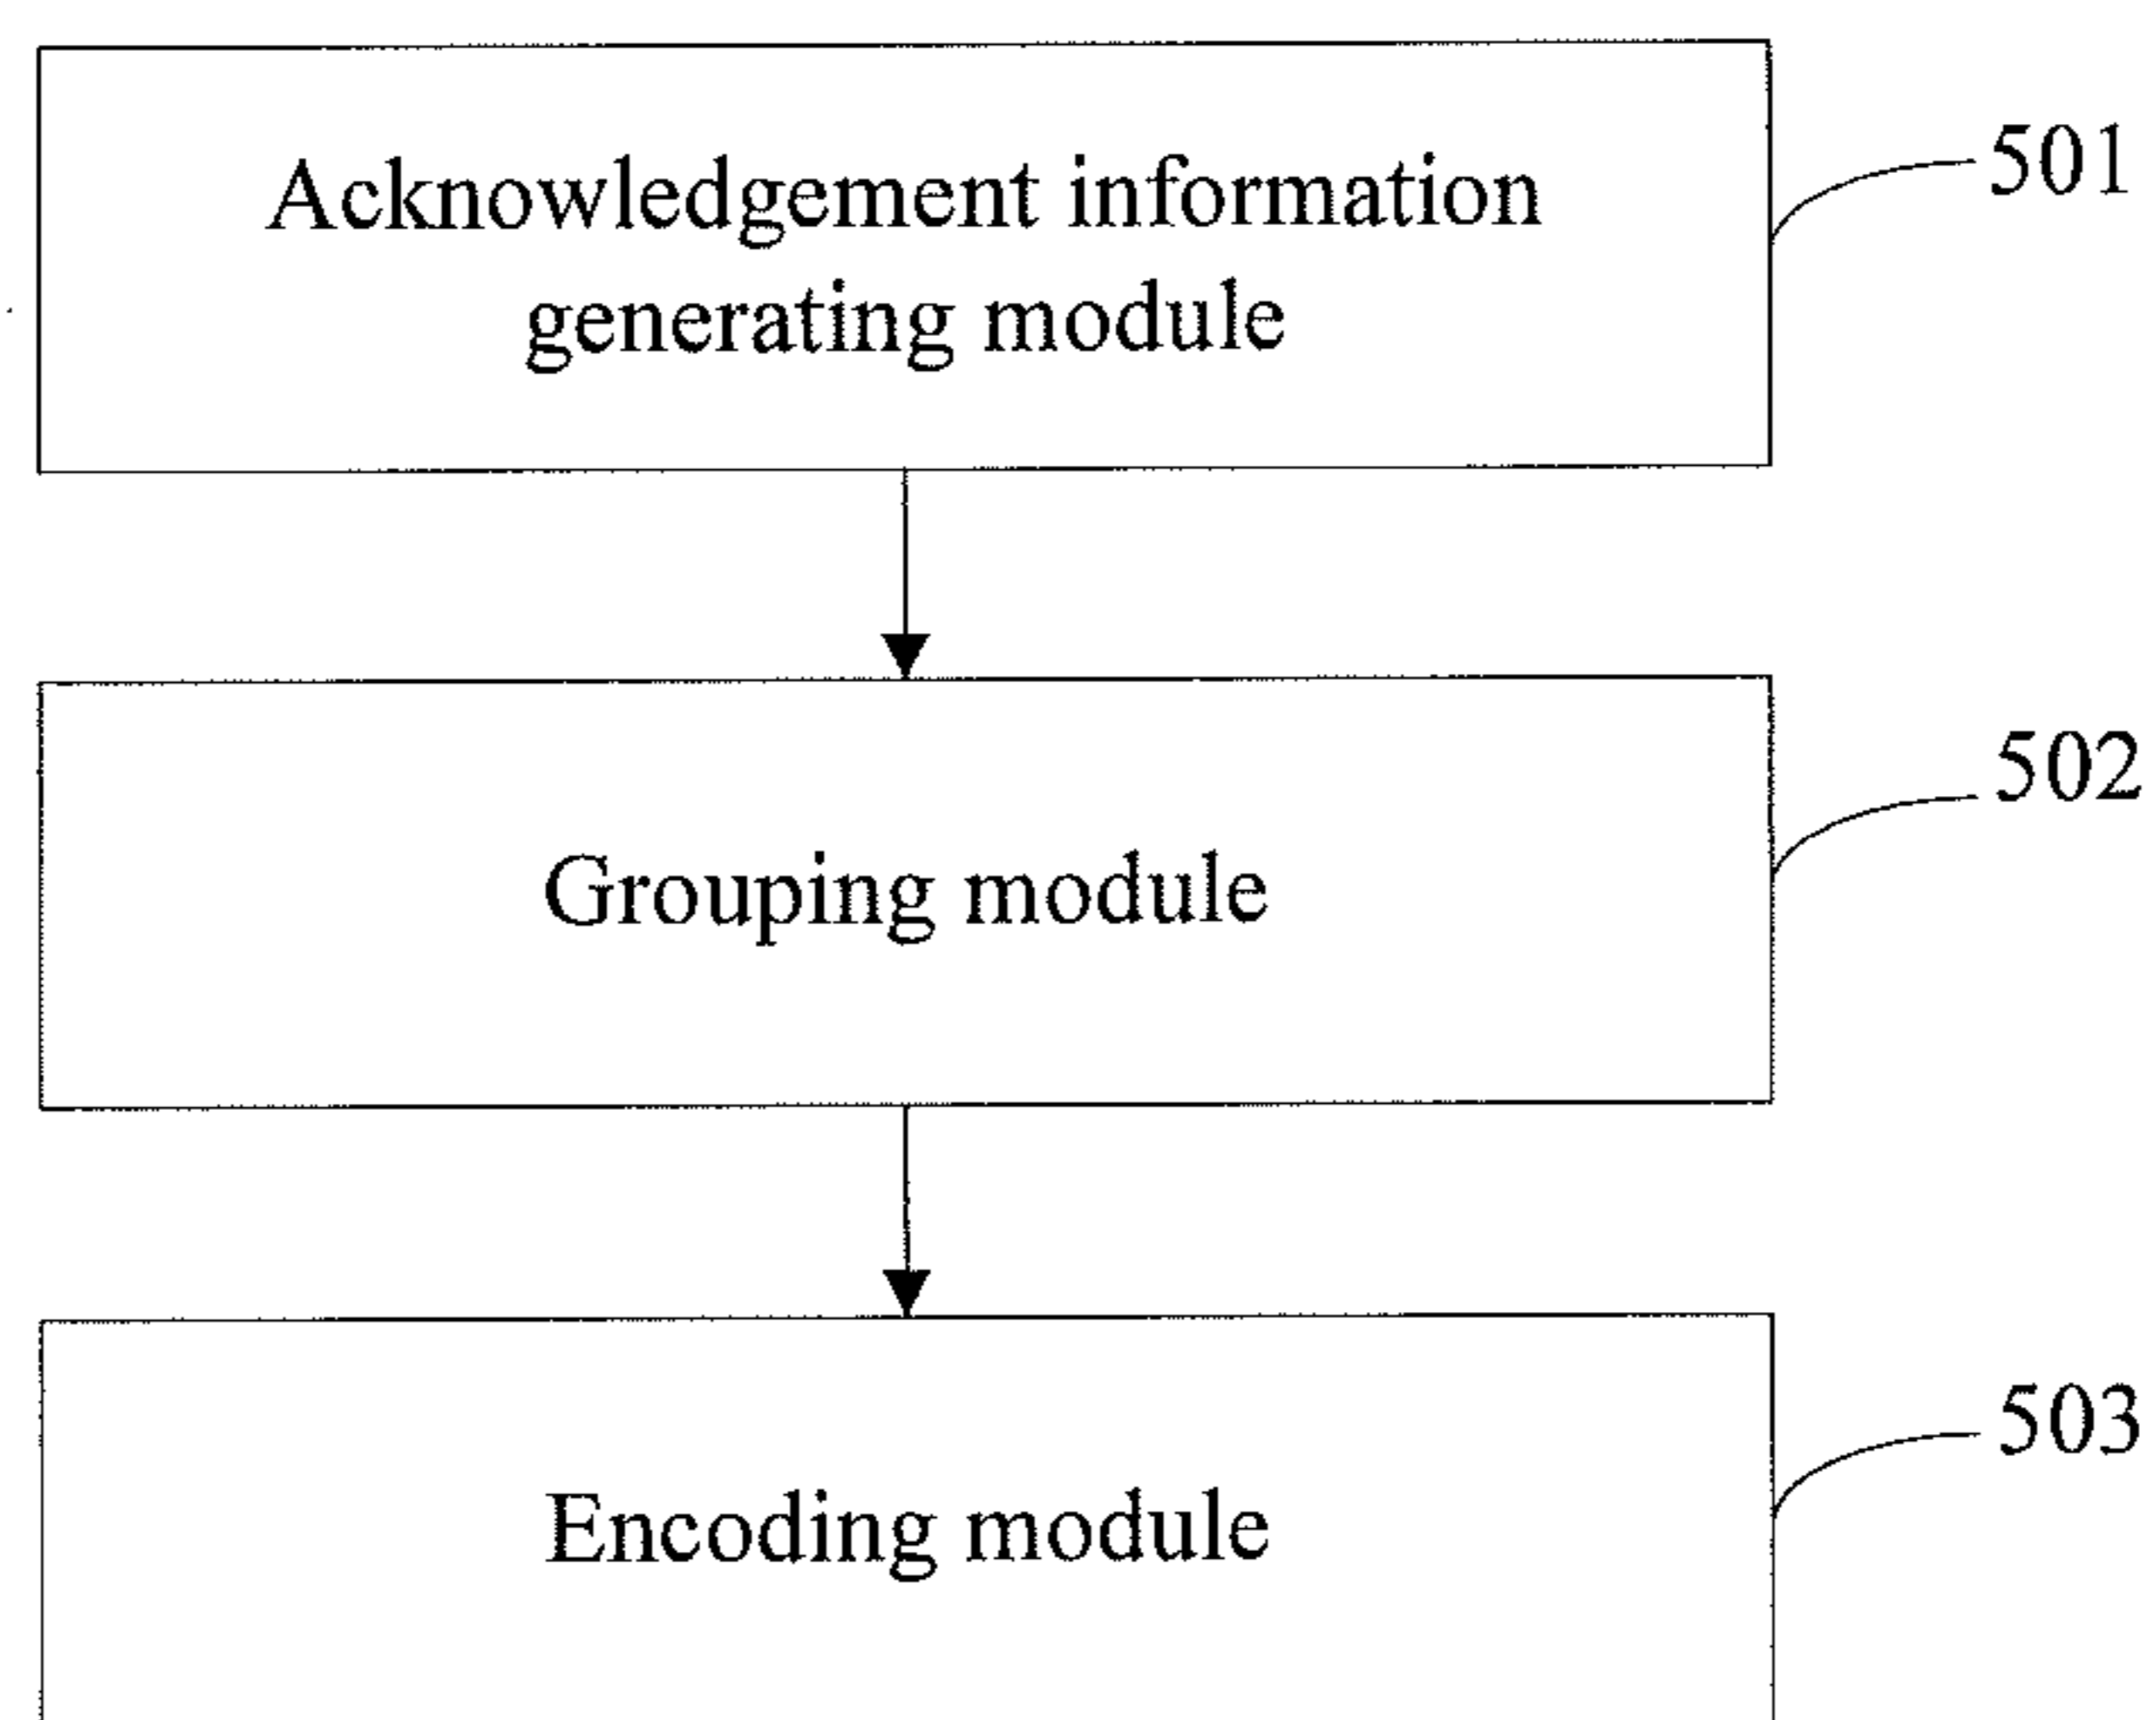 Acknowledgement information
generating module
501
Grouping module
502
Encoding module
503